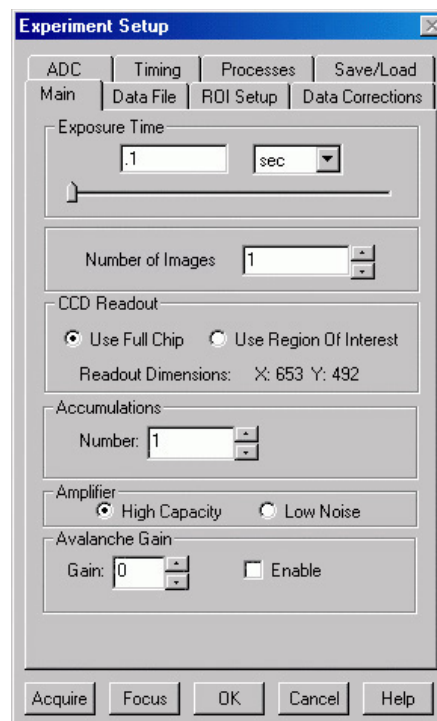 Experiment Setup
ADC Timing Processes Save/Load
Main Data File ROI Setup Data Corrections
Exposure Time
.1 sec
Number of Images 1
CCD Readout
Use Full Chip Use Region Of Interest
Readout Dimensions: X: 653 Y: 492
Accumulations
Number: 1
Amplifier
High Capacity Low Noise
Avalanche Gain
Gain: 0 Enable
Acquire Focus OK Cancel Help